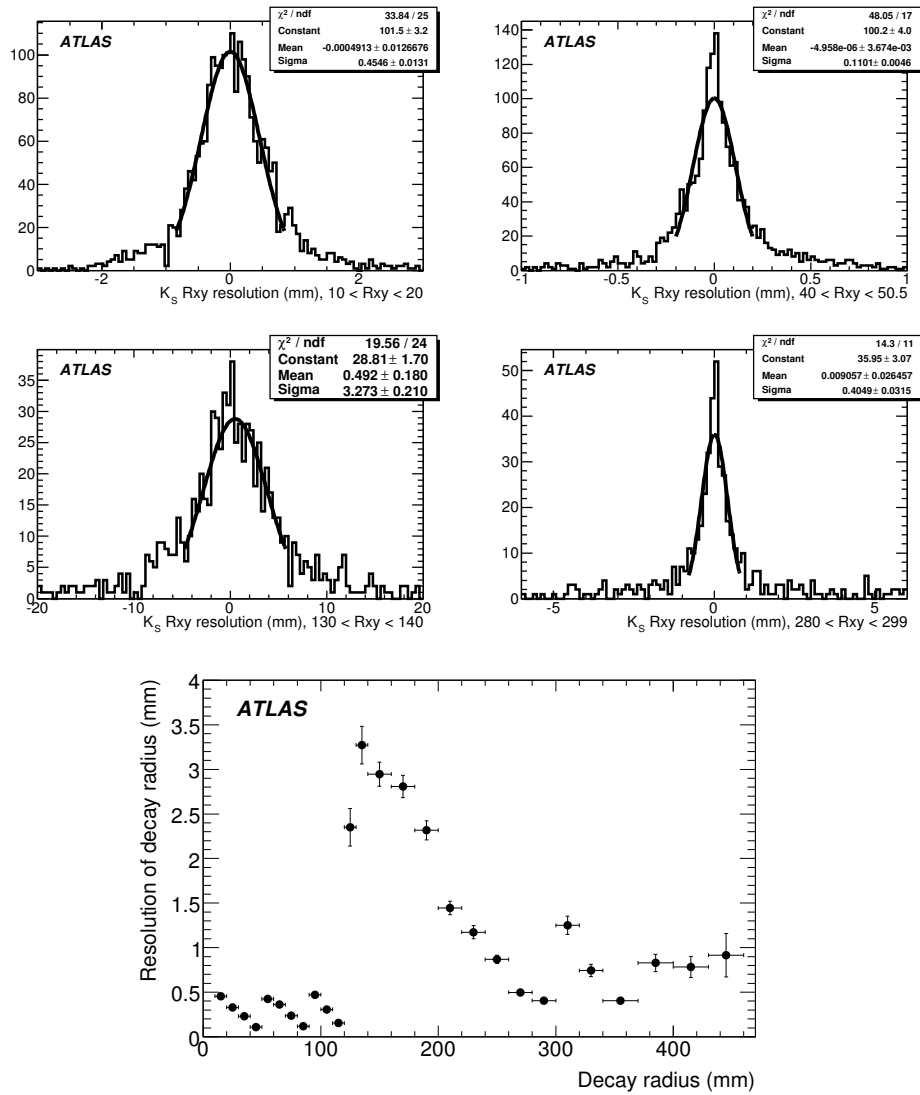 ATLAS
χ² / ndf 33.84 / 25
Constant 101.5 ± 3.2
Mean -0.0004913 ± 0.0126676
Sigma 0.4546 ± 0.0131
100
80
60
40
20
0
-2 0 2
K_S Rxy resolution (mm), 10 < Rxy < 20
ATLAS
χ² / ndf 48.05 / 17
Constant 100.2 ± 4.0
Mean -4.958e-06 ± 3.674e-03
Sigma 0.1101 ± 0.0046
140
120
100
80
60
40
20
0
-1 -0.5 0 0.5 1
K_S Rxy resolution (mm), 40 < Rxy < 50.5
ATLAS
χ² / ndf 19.56 / 24
Constant 28.81 ± 1.70
Mean 0.492 ± 0.180
Sigma 3.273 ± 0.210
35
30
25
20
15
10
5
0
-20 -10 0 10 20
K_S Rxy resolution (mm), 130 < Rxy < 140
ATLAS
χ² / ndf 14.3 / 11
Constant 35.95 ± 3.07
Mean 0.009057 ± 0.026457
Sigma 0.4049 ± 0.0315
50
40
30
20
10
0
-5 0 5
K_S Rxy resolution (mm), 280 < Rxy < 299
ATLAS
Resolution of decay radius (mm)
4
3.5
3
2.5
2
1.5
1
0.5
0
0 100 200 300 400
Decay radius (mm)